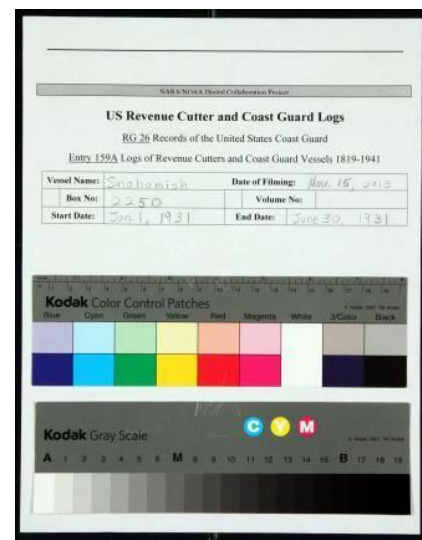 NARA/NOAA Digital Collaboration Project
US Revenue Cutter and Coast Guard Logs
RG 26 Records of the United States Coast Guard
Entry 159A Logs of Revenue Cutters and Coast Guard Vessels 1819-1941
Vessel Name: Snohomish Date of Filming: Nov. 15, 2013
Box No: 2250 Volume No:
Start Date: Jan. 1, 1931 End Date: June 30, 1931
Kodak Color Control Patches
Blue Cyan Green Yellow Red Magenta White 3/Color Black
C Y M
Kodak Gray Scale
A 1 2 3 4 5 6 M 8 9 10 11 12 13 14 15 B 17 18 19